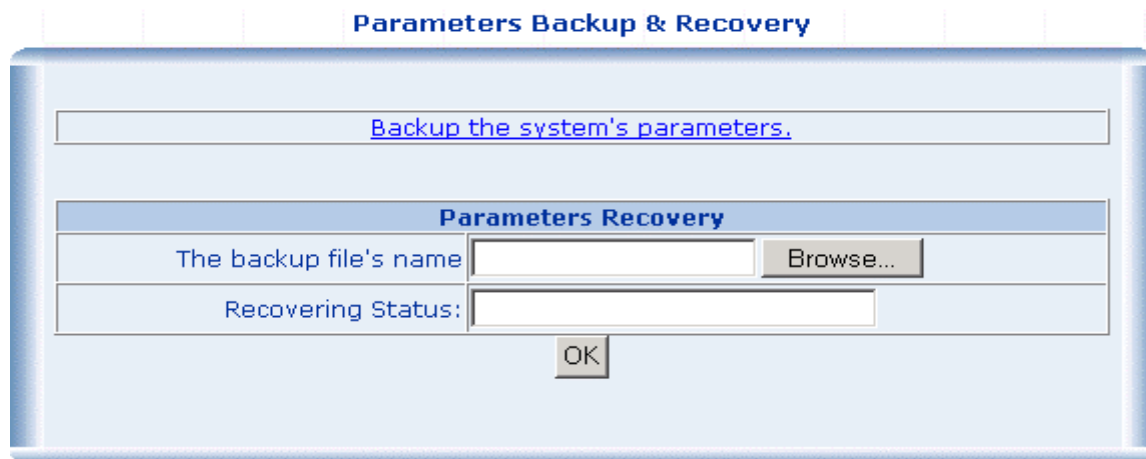 Parameters Backup & Recovery
Backup the system's parameters.
Parameters Recovery
The backup file's name Browse...
Recovering Status:
OK